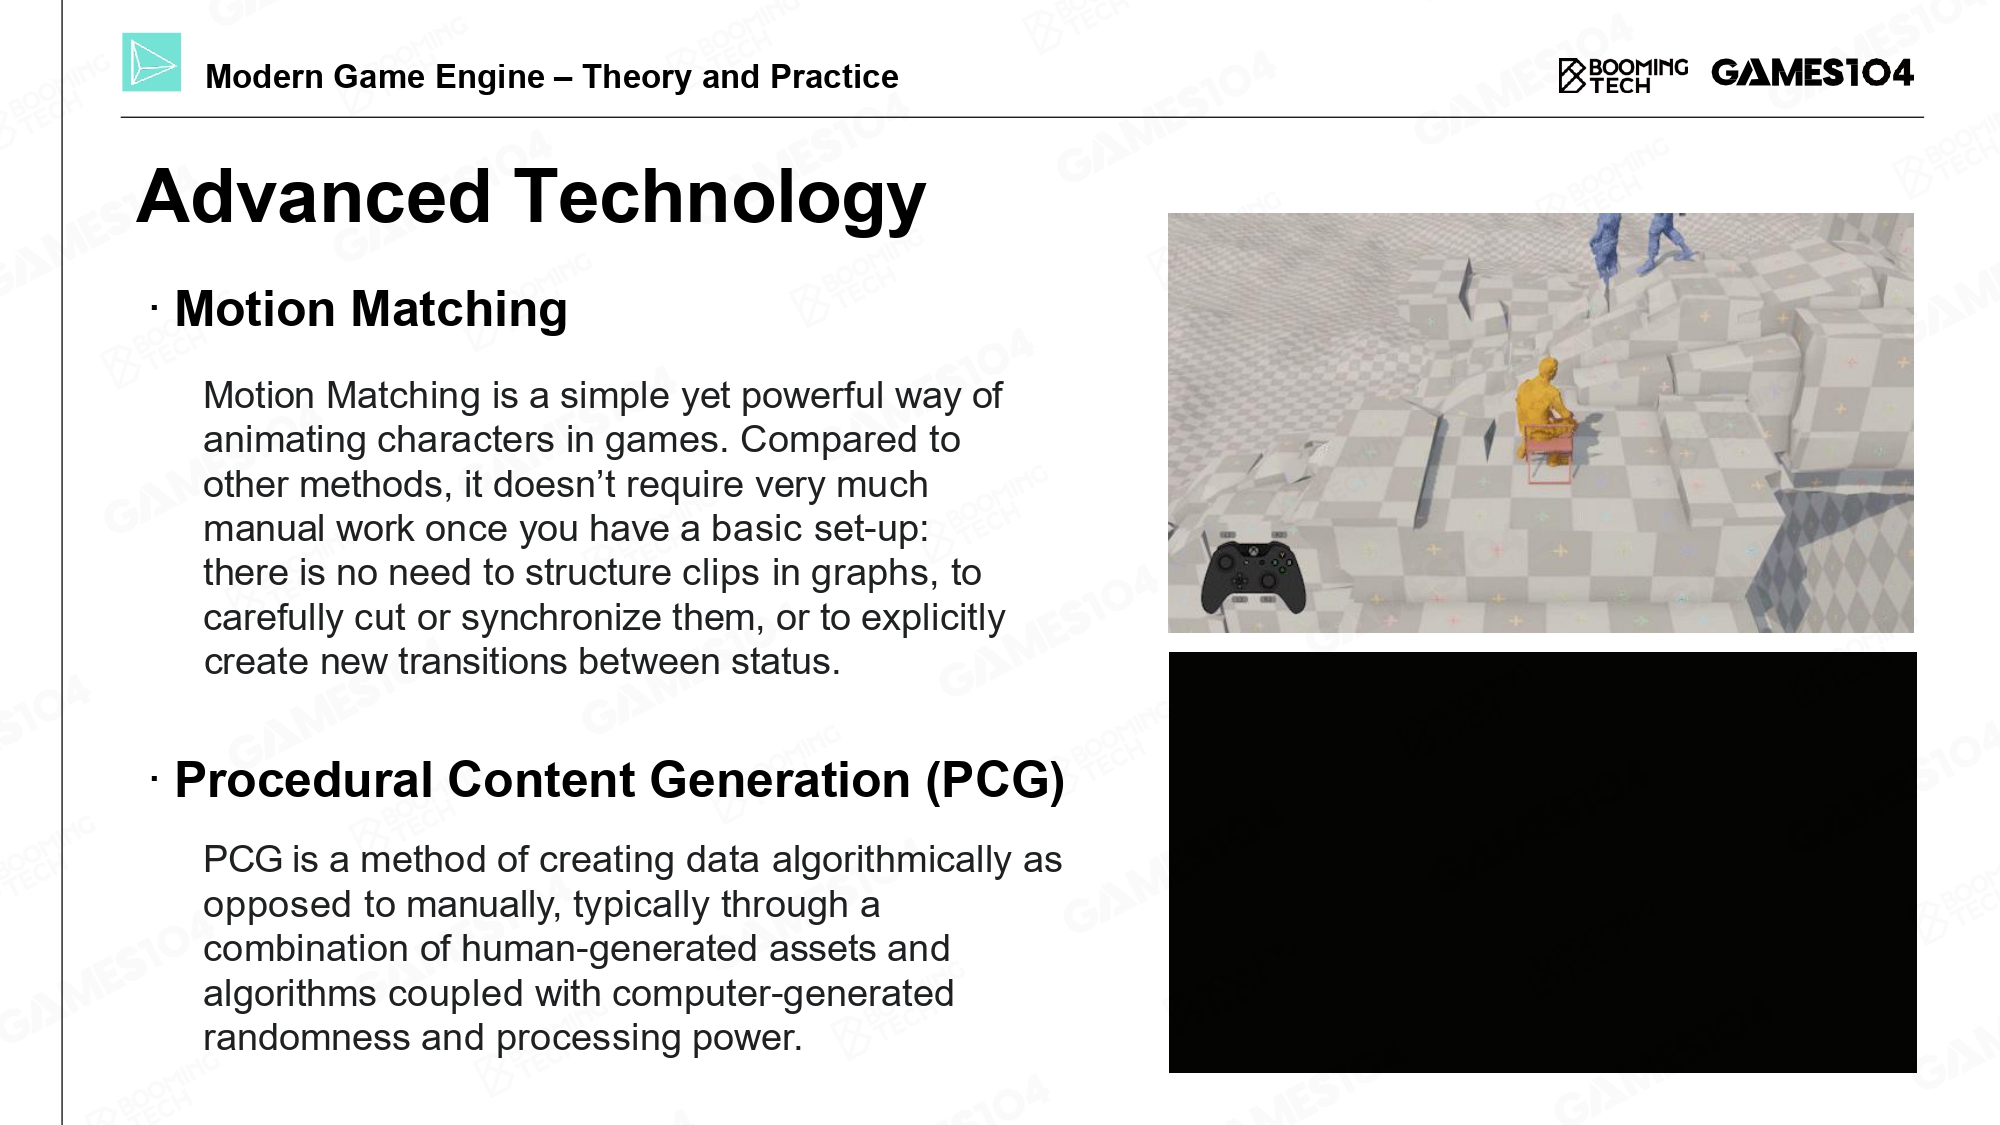 Modern Game Engine – Theory and Practice
BOOMING
TECH
GAMES104
Advanced Technology
· Motion Matching
Motion Matching is a simple yet powerful way of
animating characters in games. Compared to
other methods, it doesn’t require very much
manual work once you have a basic set-up:
there is no need to structure clips in graphs, to
carefully cut or synchronize them, or to explicitly
create new transitions between status.
· Procedural Content Generation (PCG)
PCG is a method of creating data algorithmically as
opposed to manually, typically through a
combination of human-generated assets and
algorithms coupled with computer-generated
randomness and processing power.